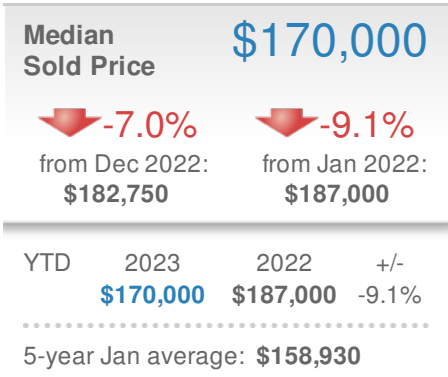 Median $170,000
Sold Price
-7.0% -9.1%
from Dec 2022: from Jan 2022:
$182,750 $187,000
YTD 2023 2022 +/-
$170,000 $187,000 -9.1%
5-year Jan average: $158,930